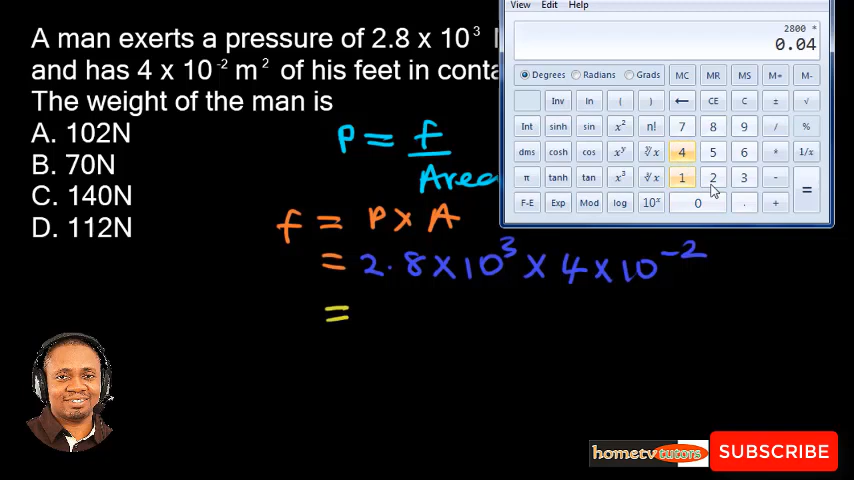 A man exerts a pressure of 2.8 x 10³
and has 4 x 10⁻² m² of his feet in
The weight of the man is
A. 102N
B. 70N
C. 140N
D. 112N
P = f
Area
f = P x A
= 2.8 x 10³ x 4 x 10⁻²
=
View Edit Help
2800 *
0.04
Degrees Radians Grads MC MR MS M+ M-
Inv ln ( ) ← CE C ± √
Int sinh sin x² n! 7 8 9 / %
dms cosh cos xʸ ʸ√x 4 5 6 * 1/x
π tanh tan x³ ³√x 1 2 3 - =
F-E Exp Mod log 10ˣ 0 . +
hometvtutors
SUBSCRIBE